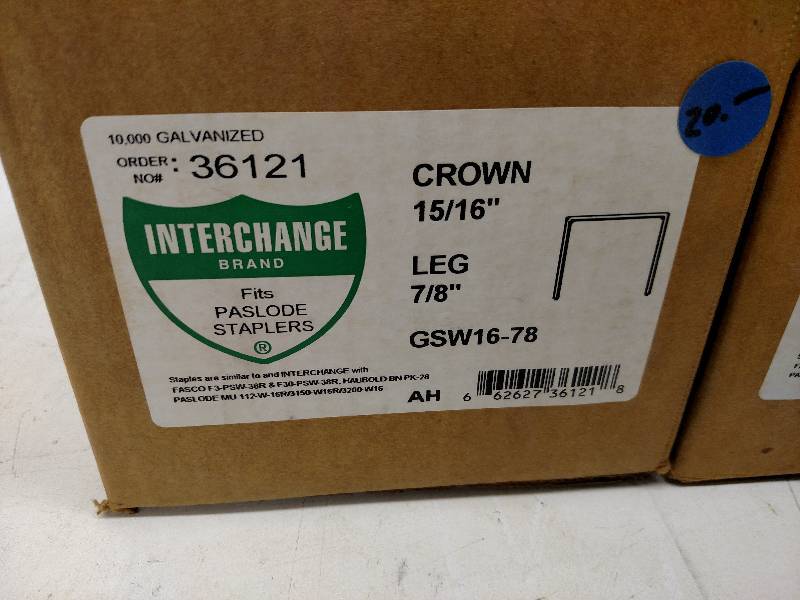 20.-
10,000 GALVANIZED
ORDER NO#: 36121
INTERCHANGE
BRAND
Fits
PASLODE
STAPLERS
®
CROWN
15/16"
LEG
7/8"
GSW16-78
Staples are similar to and INTERCHANGE with
FASCO F3-PSW-38R & F30-PSW-38R, HAUBOLD BN PK-28
PASLODE MU 112-W-16R/3150-W16R/3200-W16
AH
6 62627 36121 8